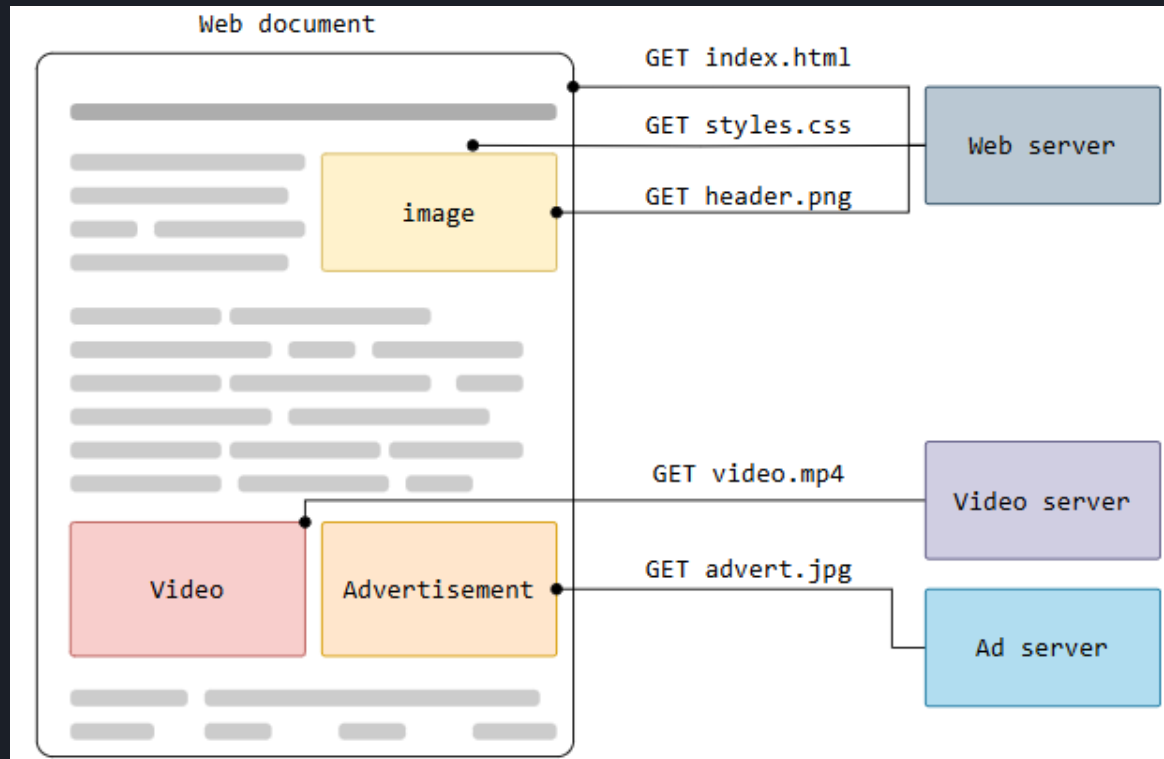 Web document
GET index.html
GET styles.css
Web server
GET header.png
image
GET video.mp4
Video server
Video
Advertisement
GET advert.jpg
Ad server